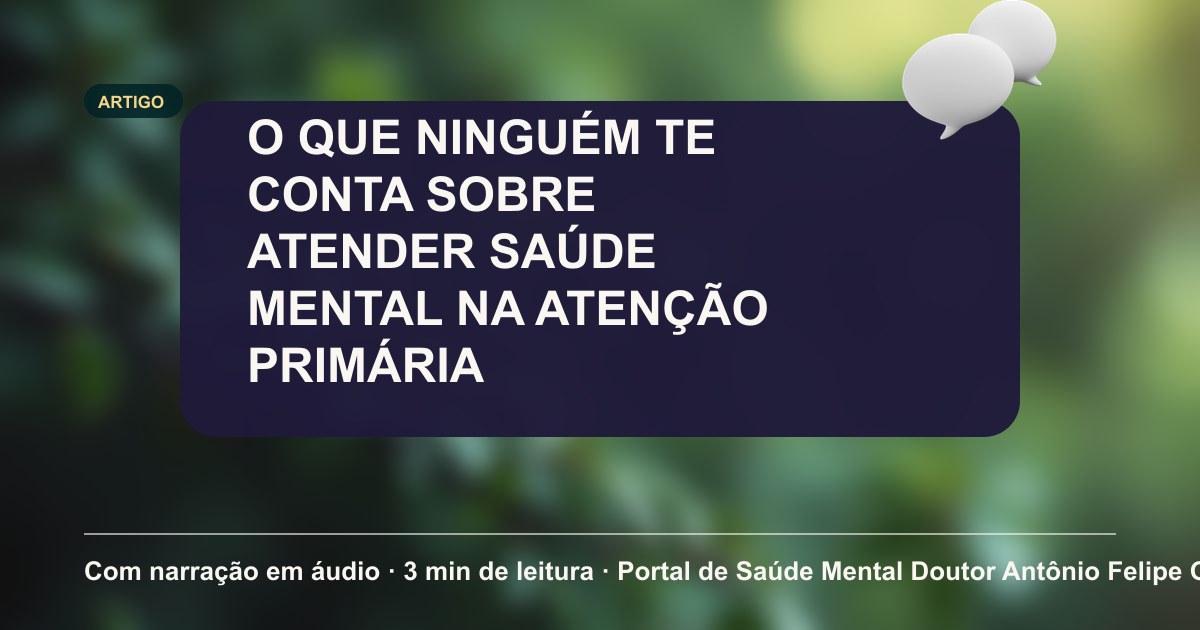 ARTIGO
O QUE NINGUÉM TE
CONTA SOBRE
ATENDER SAÚDE
MENTAL NA ATENÇÃO
PRIMÁRIA
Com narração em áudio · 3 min de leitura · Portal de Saúde Mental Doutor Antônio Felipe